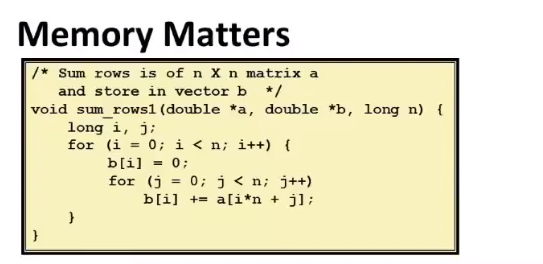 Memory Matters
/* Sum rows is of n X n matrix a
   and store in vector b  */
void sum_rows1(double *a, double *b, long n) {
    long i, j;
    for (i = 0; i < n; i++) {
        b[i] = 0;
        for (j = 0; j < n; j++)
            b[i] += a[i*n + j];
    }
}